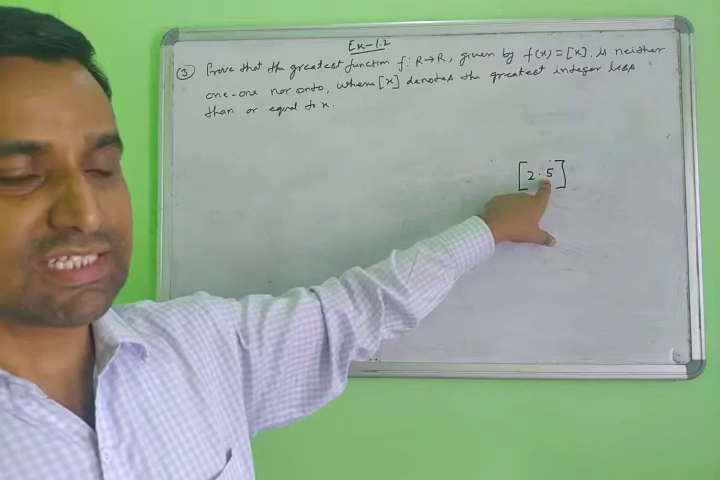 Ex-1.2
③ Prove that the greatest function f: R→R, given by f(x) = [x], is neither
one-one nor onto, where [x] denotes the greatest integer less
than or equal to x.
[2.5]